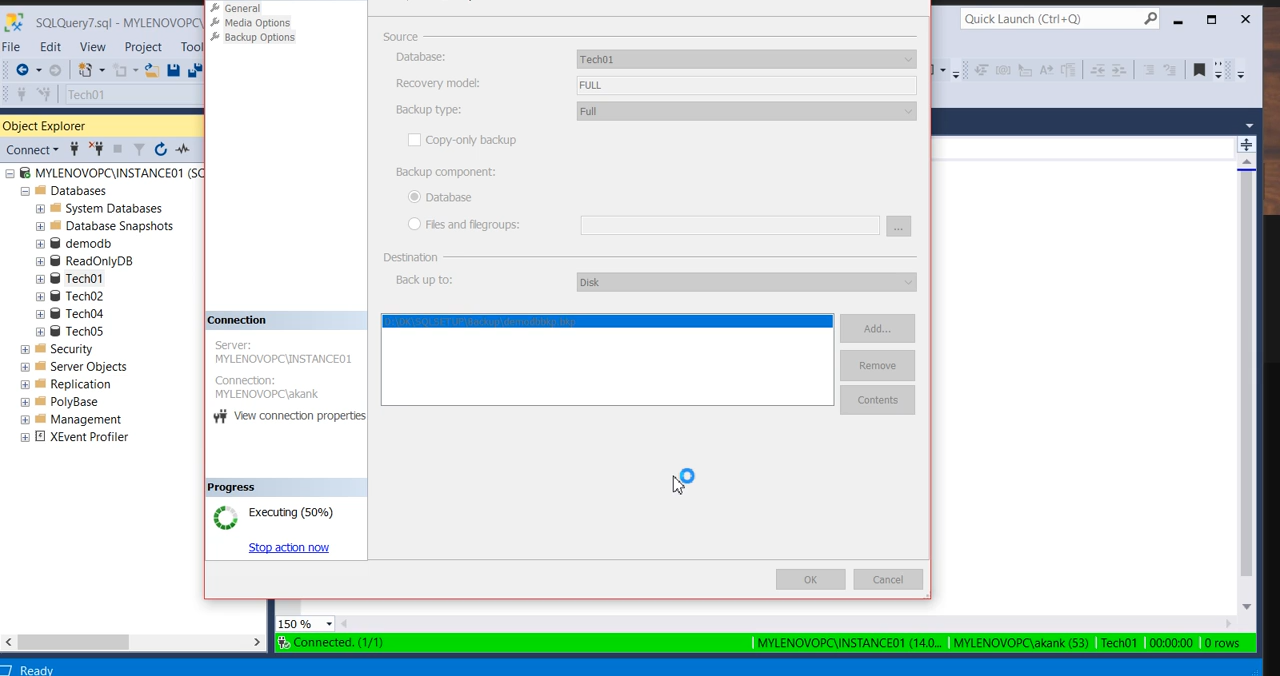 SQLQuery7.sql - MYLENOVOPC\
Quick Launch (Ctrl+Q)
File Edit View Project Tool
Tech01
Object Explorer
Connect
MYLENOVOPC\INSTANCE01 (SC
Databases
System Databases
Database Snapshots
demodb
ReadOnlyDB
Tech01
Tech02
Tech04
Tech05
Security
Server Objects
Replication
PolyBase
Management
XEvent Profiler
General
Media Options
Backup Options
Connection
Server:
MYLENOVOPC\INSTANCE01
Connection:
MYLENOVOPC\akank
View connection properties
Progress
Executing (50%)
Stop action now
Source
Database: Tech01
Recovery model: FULL
Backup type: Full
Copy-only backup
Backup component:
Database
Files and filegroups: ...
Destination
Back up to: Disk
Add...
Remove
Contents
OK Cancel
150 %
Connected. (1/1) MYLENOVOPC\INSTANCE01 (14.0... MYLENOVOPC\akank (53) Tech01 00:00:00 0 rows
Ready